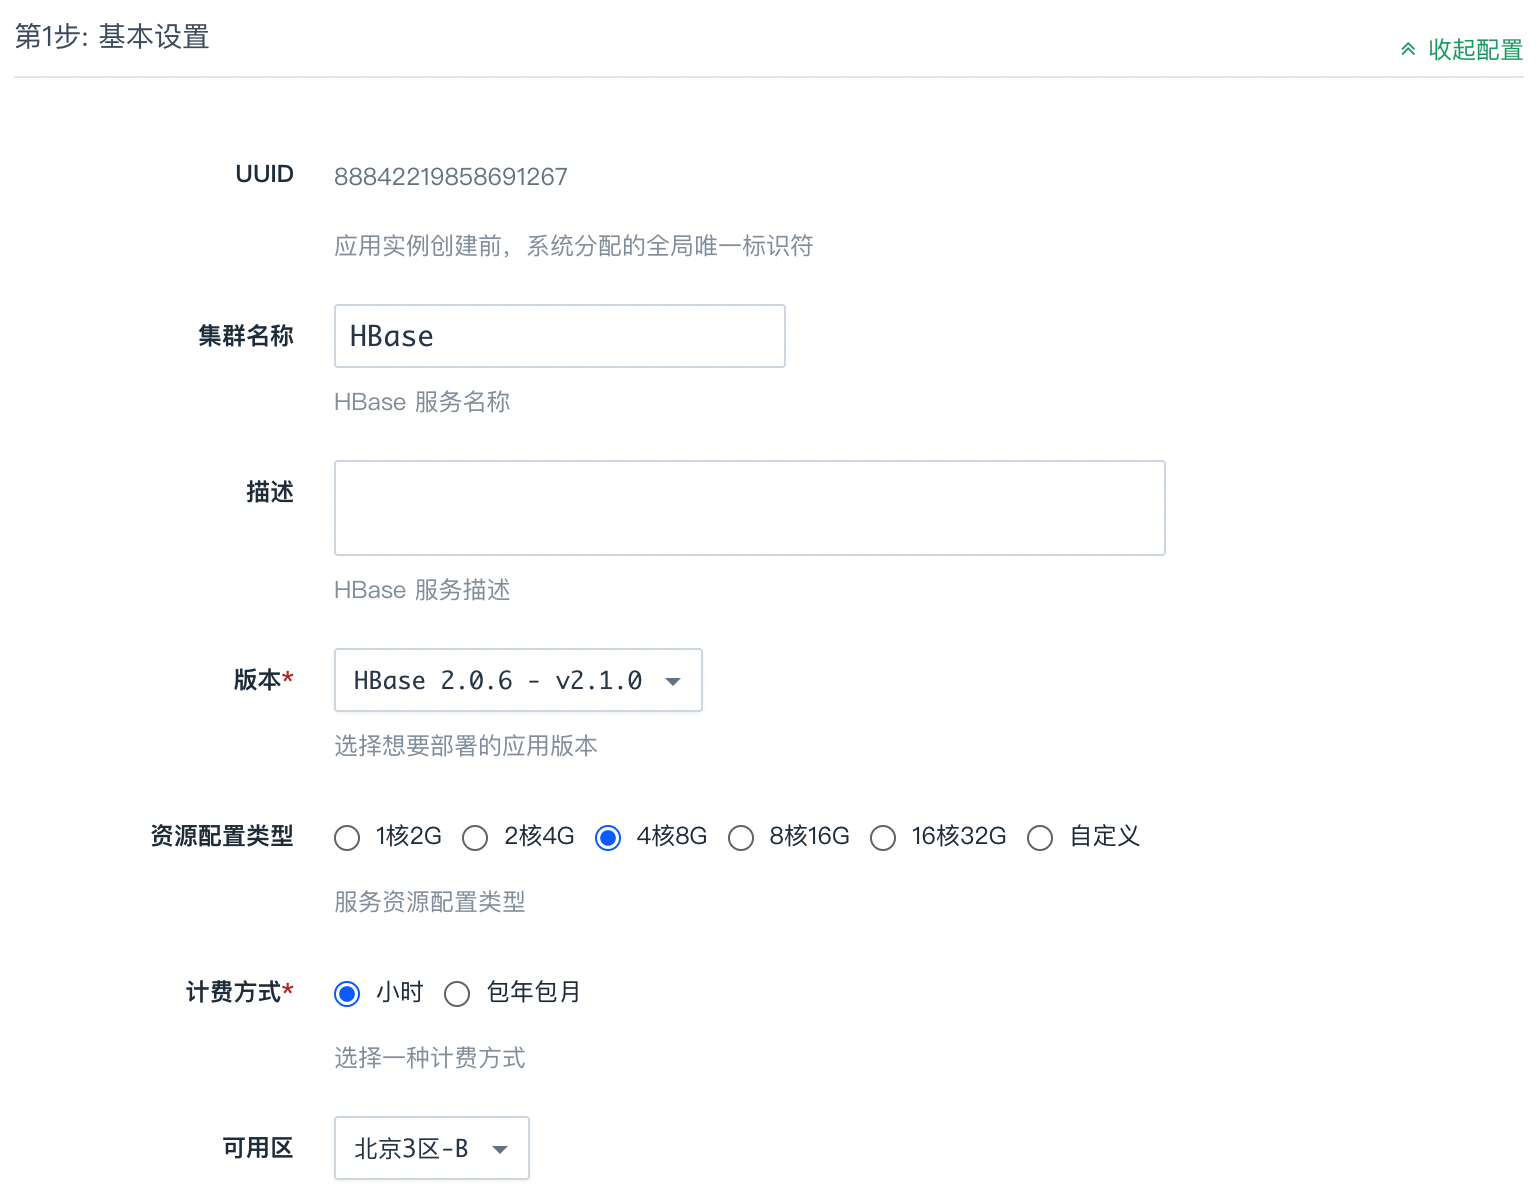 第1步: 基本设置
收起配置
UUID 88842219858691267
应用实例创建前，系统分配的全局唯一标识符
集群名称 HBase
HBase 服务名称
描述
HBase 服务描述
版本* HBase 2.0.6 - v2.1.0
选择想要部署的应用版本
资源配置类型 1核2G 2核4G 4核8G 8核16G 16核32G 自定义
服务资源配置类型
计费方式* 小时 包年包月
选择一种计费方式
可用区 北京3区-B